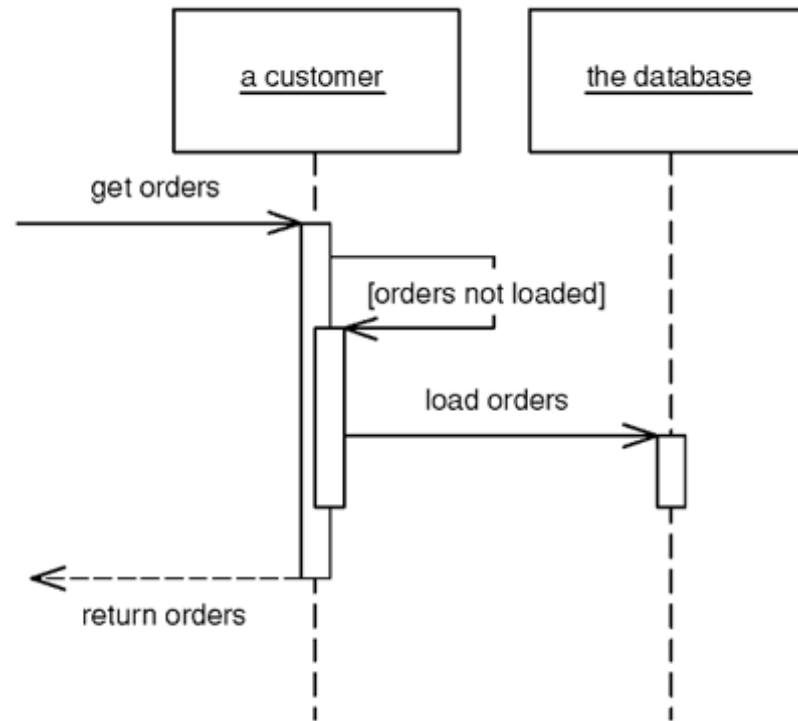 a customer
the database
get orders
[orders not loaded]
load orders
return orders